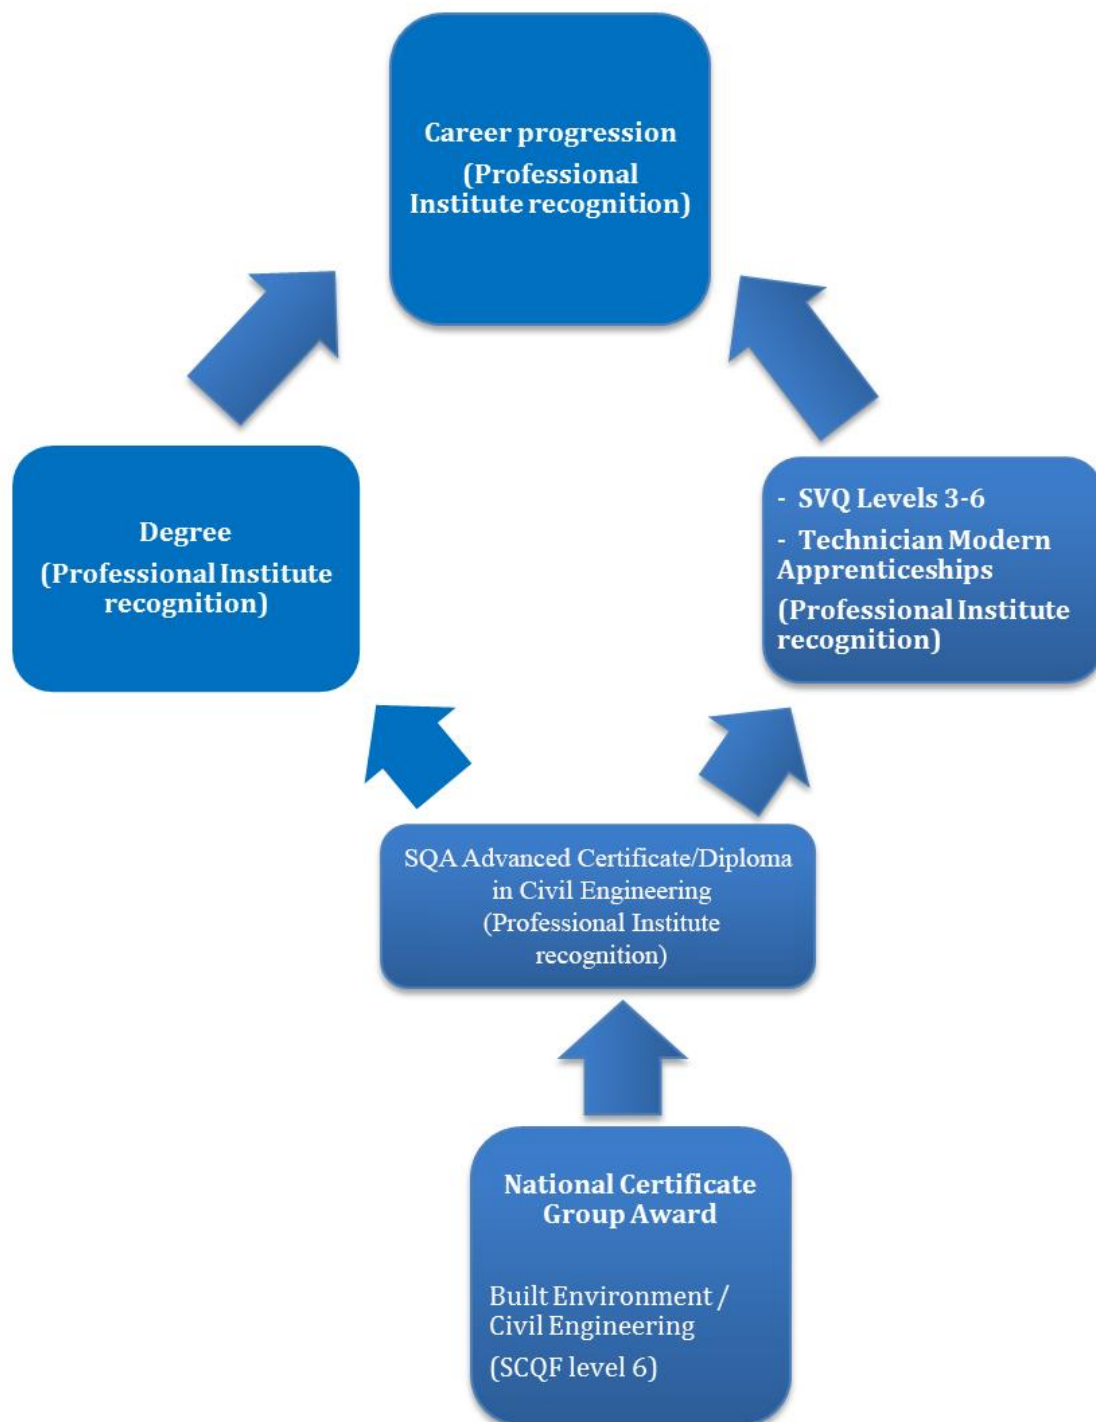 Career progression
(Professional
Institute recognition)
Degree
(Professional Institute
recognition)
- SVQ Levels 3-6
- Technician Modern
Apprenticeships
(Professional Institute
recognition)
SQA Advanced Certificate/Diploma
in Civil Engineering
(Professional Institute
recognition)
National Certificate
Group Award
Built Environment /
Civil Engineering
(SCQF level 6)